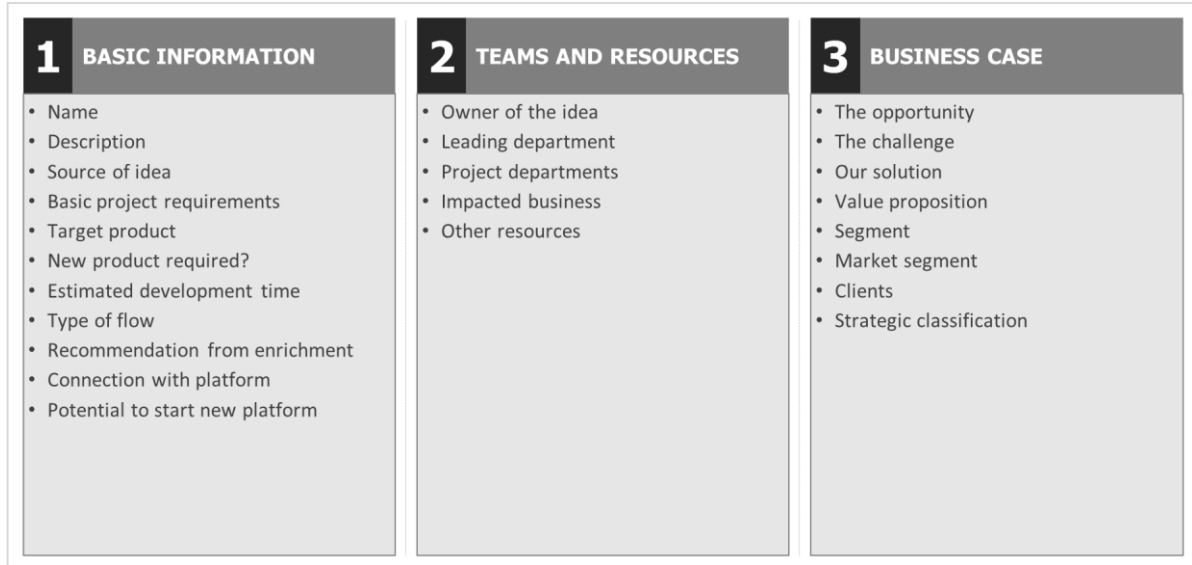 1 BASIC INFORMATION
• Name
• Description
• Source of idea
• Basic project requirements
• Target product
• New product required?
• Estimated development time
• Type of flow
• Recommendation from enrichment
• Connection with platform
• Potential to start new platform
2 TEAMS AND RESOURCES
• Owner of the idea
• Leading department
• Project departments
• Impacted business
• Other resources
3 BUSINESS CASE
• The opportunity
• The challenge
• Our solution
• Value proposition
• Segment
• Market segment
• Clients
• Strategic classification